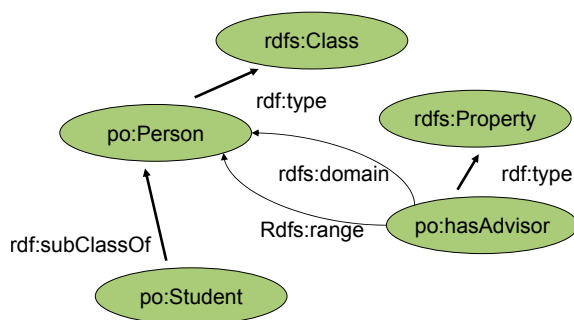 rdfs:Class
rdf:type
rdfs:Property
po:Person
rdfs:domain
rdf:type
Rdfs:range
po:hasAdvisor
rdf:subClassOf
po:Student